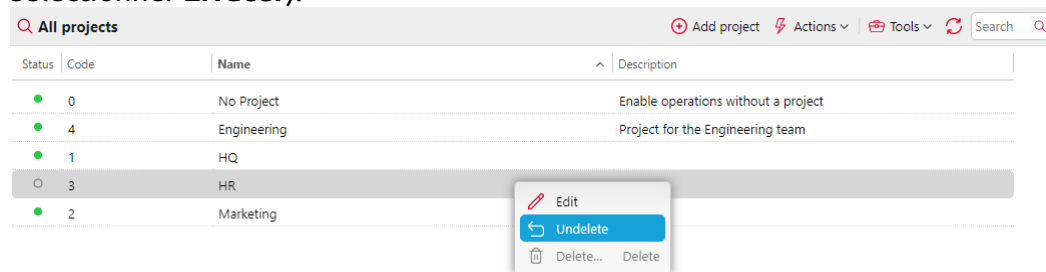 All projects Add project Actions Tools Search
Status Code Name Description
0 No Project Enable operations without a project
4 Engineering Project for the Engineering team
1 HQ
3 HR
2 Marketing
Edit
Undelete
Delete... Delete